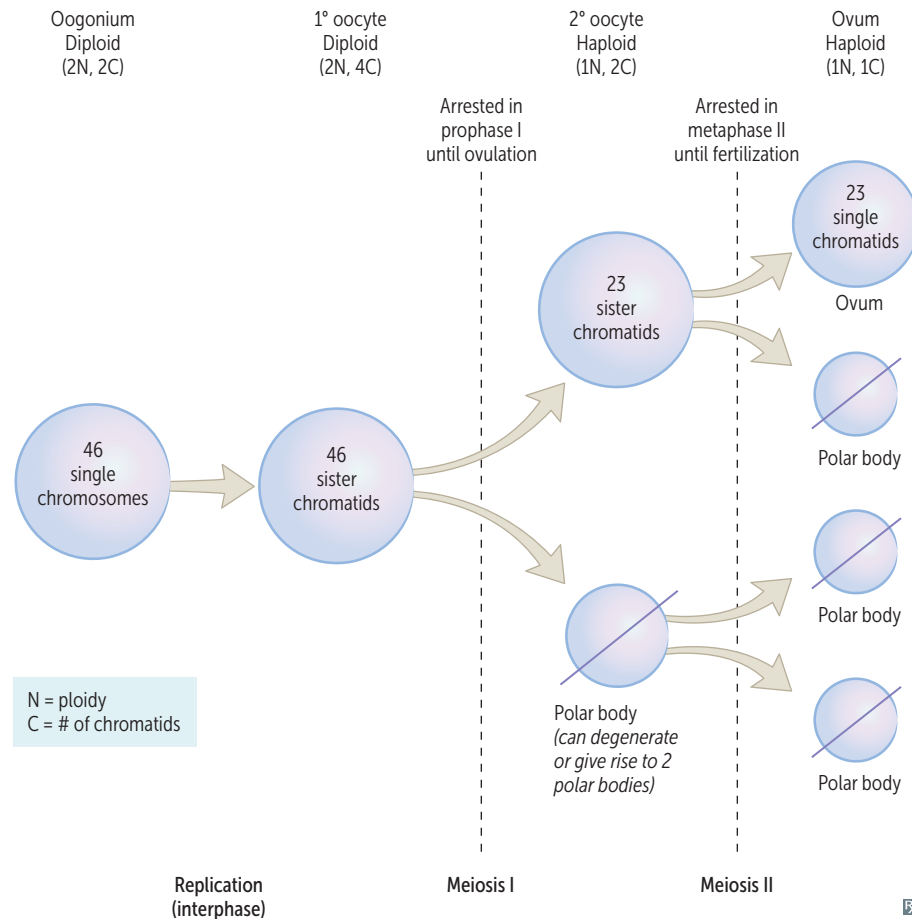 Oogonium
Diploid
(2N, 2C)
1° oocyte
Diploid
(2N, 4C)
2° oocyte
Haploid
(1N, 2C)
Ovum
Haploid
(1N, 1C)
Arrested in
prophase I
until ovulation
Arrested in
metaphase II
until fertilization
46
single
chromosomes
46
sister
chromatids
23
sister
chromatids
23
single
chromatids
Ovum
Polar body
Polar body
Polar body
Polar body
(can degenerate
or give rise to 2
polar bodies)
N = ploidy
C = # of chromatids
Replication
(interphase)
Meiosis I
Meiosis II